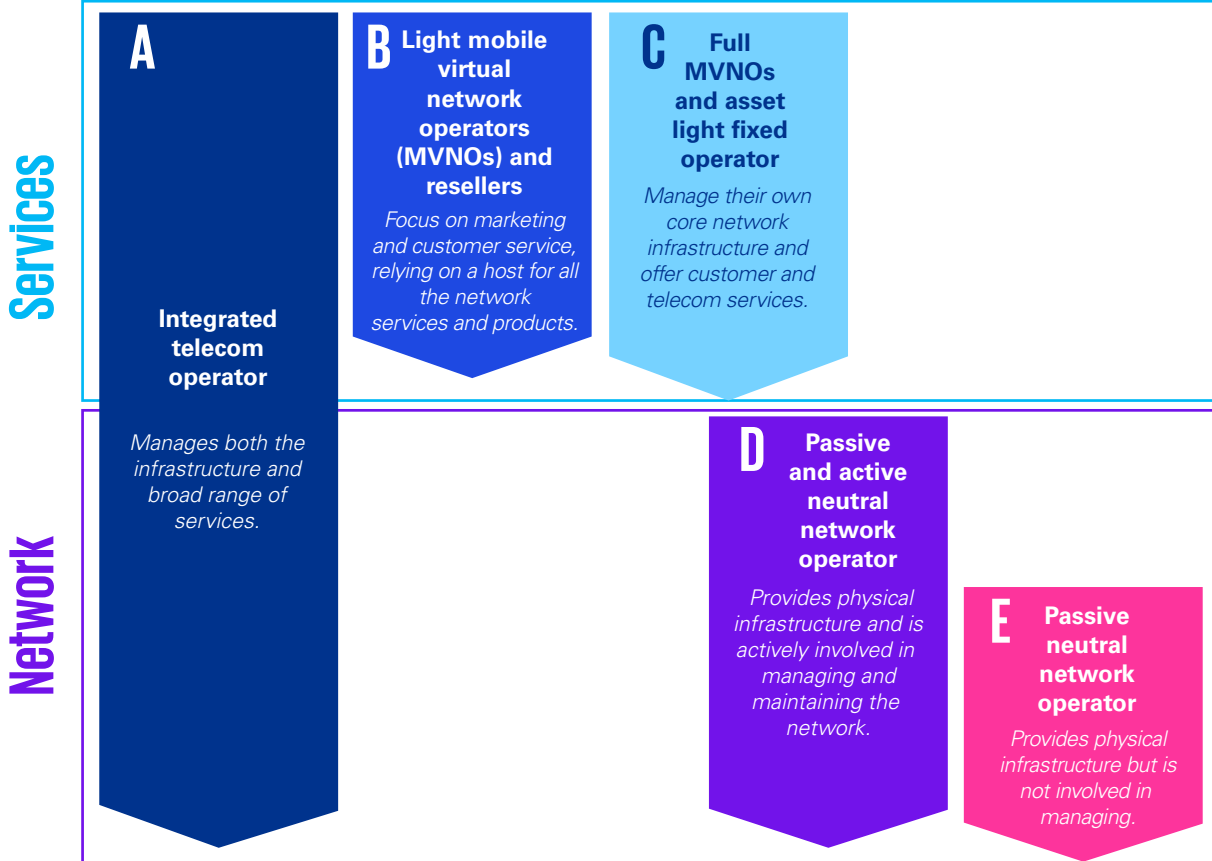 Services
Network
A
Integrated
telecom
operator
Manages both the
infrastructure and
broad range of
services.
B
Light mobile
virtual
network
operators
(MVNOs) and
resellers
Focus on marketing
and customer service,
relying on a host for all
the network
services and products.
C
Full
MVNOs
and asset
light fixed
operator
Manage their own
core network
infrastructure and
offer customer and
telecom services.
D
Passive
and active
neutral
network
operator
Provides physical
infrastructure and is
actively involved in
managing and
maintaining the
network.
E
Passive
neutral
network
operator
Provides physical
infrastructure but is
not involved in
managing.